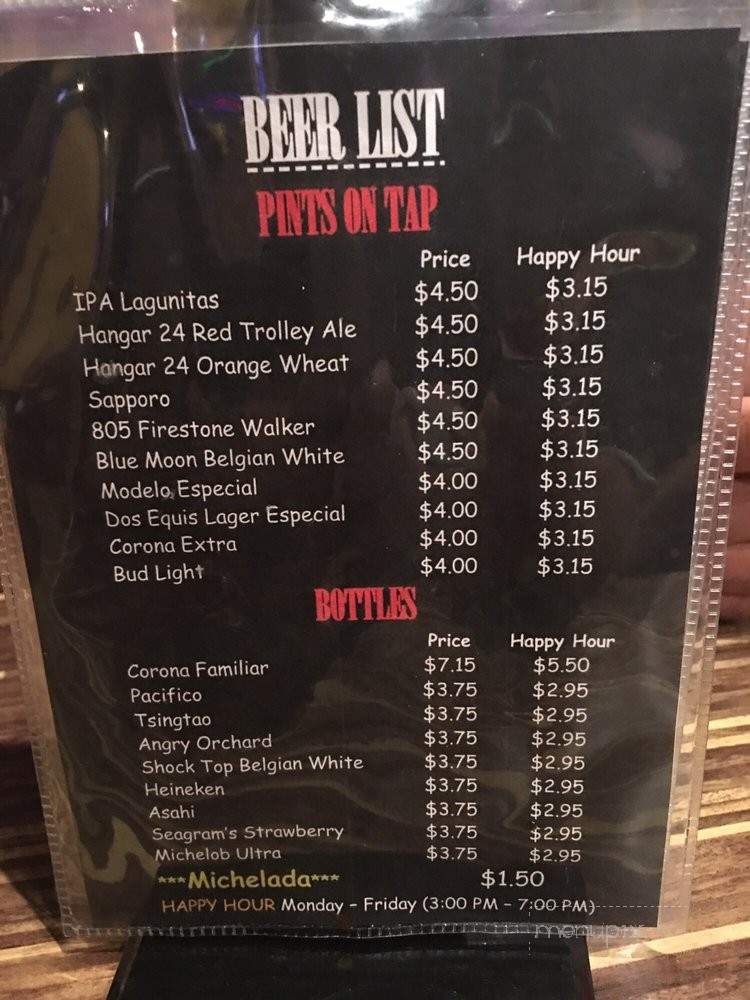 BEER LIST
PINTS ON TAP
Price Happy Hour
IPA Lagunitas $4.50 $3.15
Hangar 24 Red Trolley Ale $4.50 $3.15
Hangar 24 Orange Wheat $4.50 $3.15
Sapporo $4.50 $3.15
805 Firestone Walker $4.50 $3.15
Blue Moon Belgian White $4.50 $3.15
Modelo Especial $4.00 $3.15
Dos Equis Lager Especial $4.00 $3.15
Corona Extra $4.00 $3.15
Bud Light $4.00 $3.15
BOTTLES
Price Happy Hour
Corona Familiar $7.15 $5.50
Pacifico $3.75 $2.95
Tsingtao $3.75 $2.95
Angry Orchard $3.75 $2.95
Shock Top Belgian White $3.75 $2.95
Heineken $3.75 $2.95
Asahi $3.75 $2.95
Seagram's Strawberry $3.75 $2.95
Michelob Ultra $3.75 $2.95
***Michelada*** $1.50
HAPPY HOUR Monday - Friday (3:00 PM - 7:00 PM)
menupix